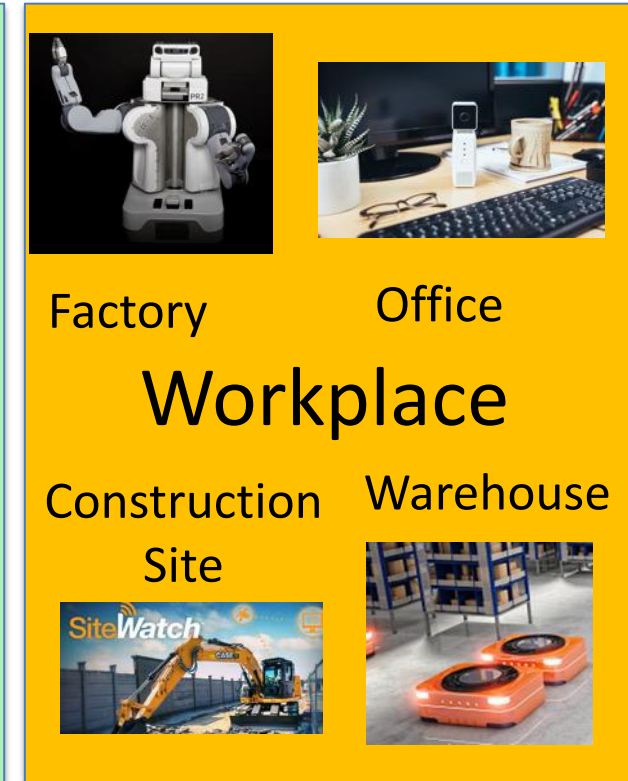 PR2
Factory
Office
Workplace
Construction
Site
Warehouse
SiteWatch
CASE